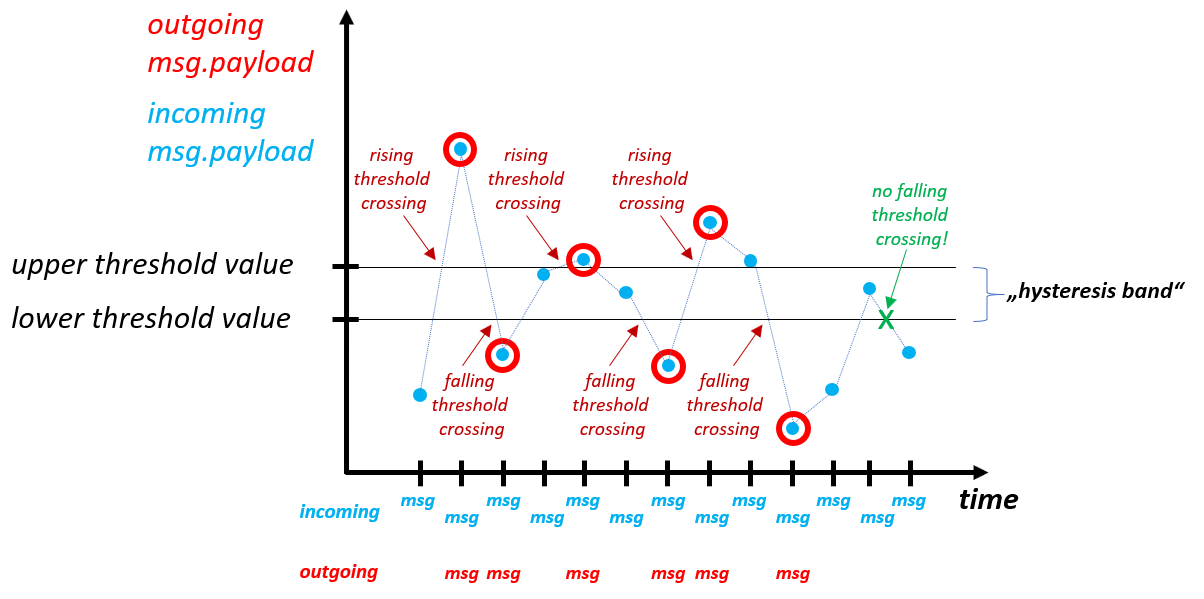 outgoing
msg.payload
incoming
msg.payload
rising
threshold
crossing
rising
threshold
crossing
rising
threshold
crossing
no falling
threshold
crossing!
upper threshold value
lower threshold value
„hysteresis band“
X
falling
threshold
crossing
falling
threshold
crossing
falling
threshold
crossing
time
incoming msg msg msg msg msg msg msg msg msg msg msg msg msg
outgoing msg msg msg msg msg msg